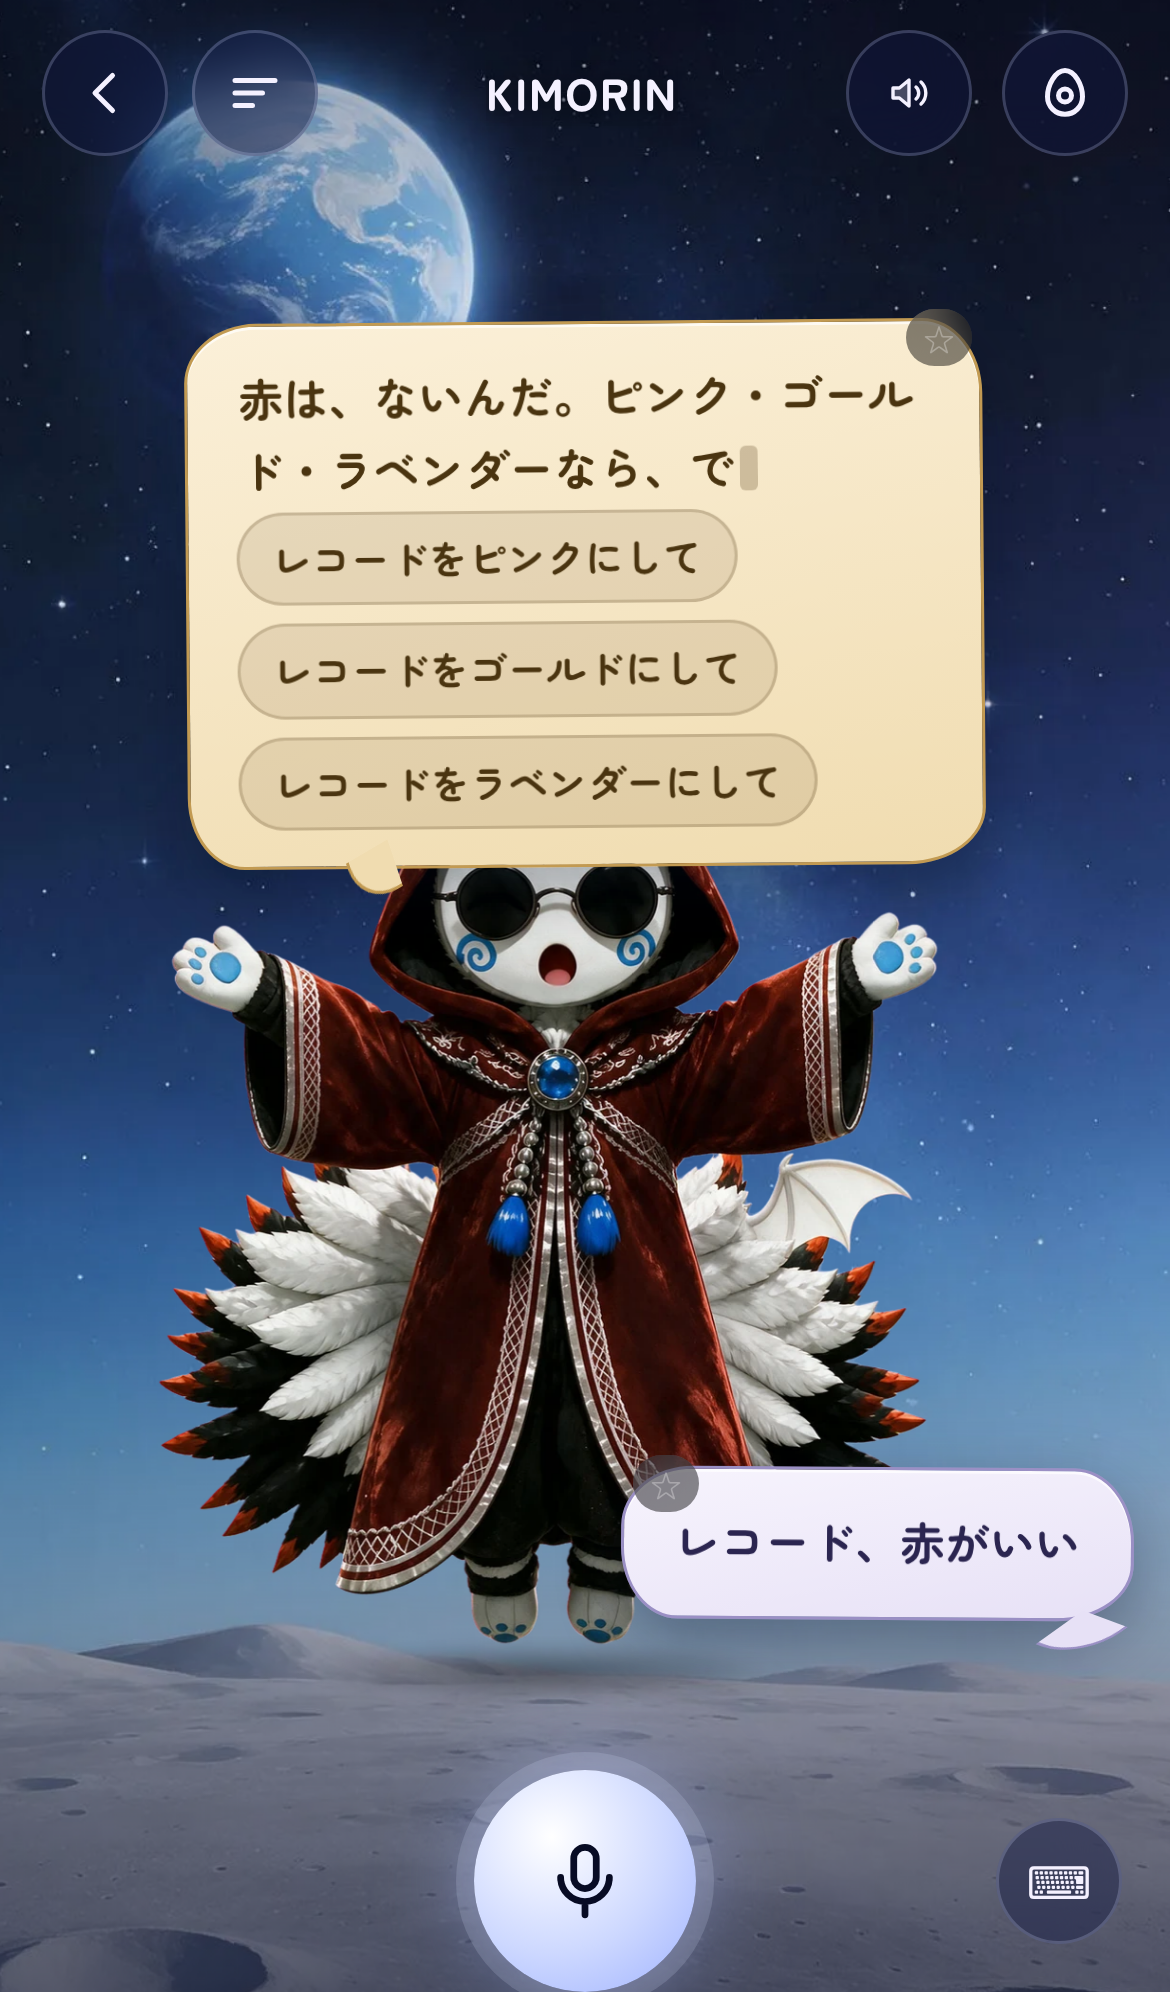 KIMORIN
赤は、ないんだ。ピンク・ゴール
ド・ラベンダーなら、で
レコードをピンクにして
レコードをゴールドにして
レコードをラベンダーにして
レコード、赤がいい